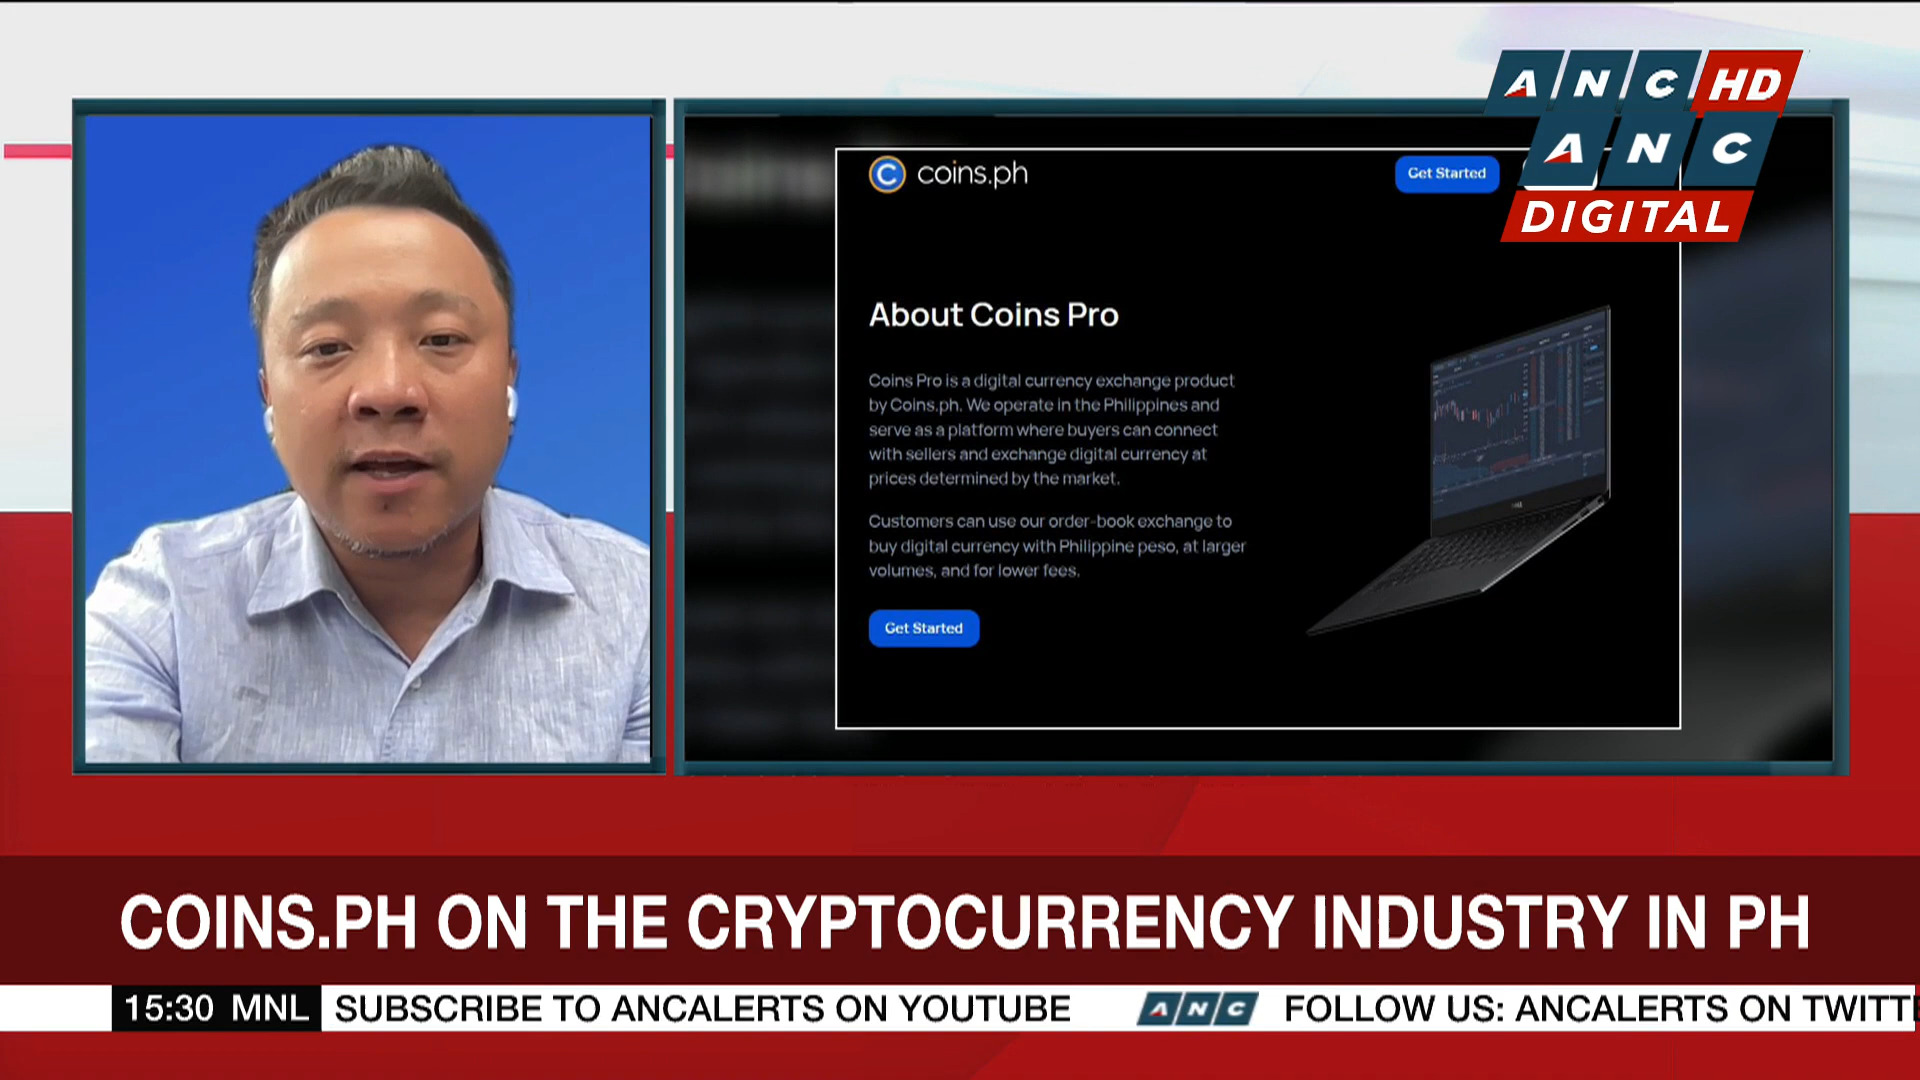 ANC HD
ANC
DIGITAL
C coins.ph
Get Started
About Coins Pro
Coins Pro is a digital currency exchange product
by Coins.ph. We operate in the Philippines and
serve as a platform where buyers can connect
with sellers and exchange digital currency at
prices determined by the market.
Customers can use our order-book exchange to
buy digital currency with Philippine peso, at larger
volumes, and for lower fees.
Get Started
COINS.PH ON THE CRYPTOCURRENCY INDUSTRY IN PH
15:30 MNL SUBSCRIBE TO ANCALERTS ON YOUTUBE ANC FOLLOW US: ANCALERTS ON TWITT